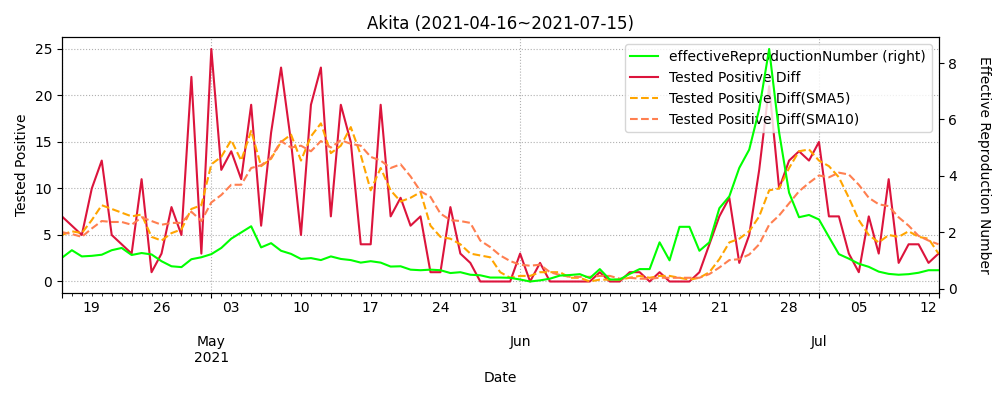 Akita (2021-04-16~2021-07-15)
effectiveReproductionNumber (right)
Tested Positive Diff
Tested Positive Diff(SMA5)
Tested Positive Diff(SMA10)
Tested Positive
25
20
15
10
5
0
Effective Reproduction Number
8
6
4
2
0
19 26 03 10 17 24 31 07 14 21 28 05 12
May Jun Jul
2021
Date